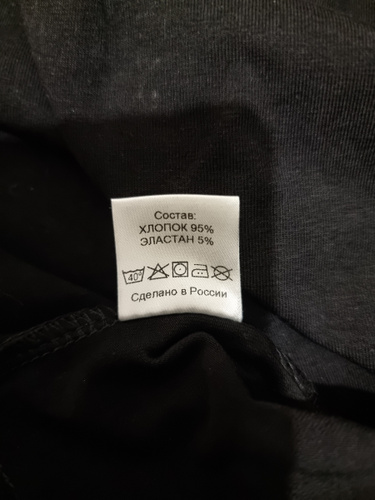 Состав:
ХЛОПОК 95%
ЭЛАСТАН 5%
40°
Сделано в России